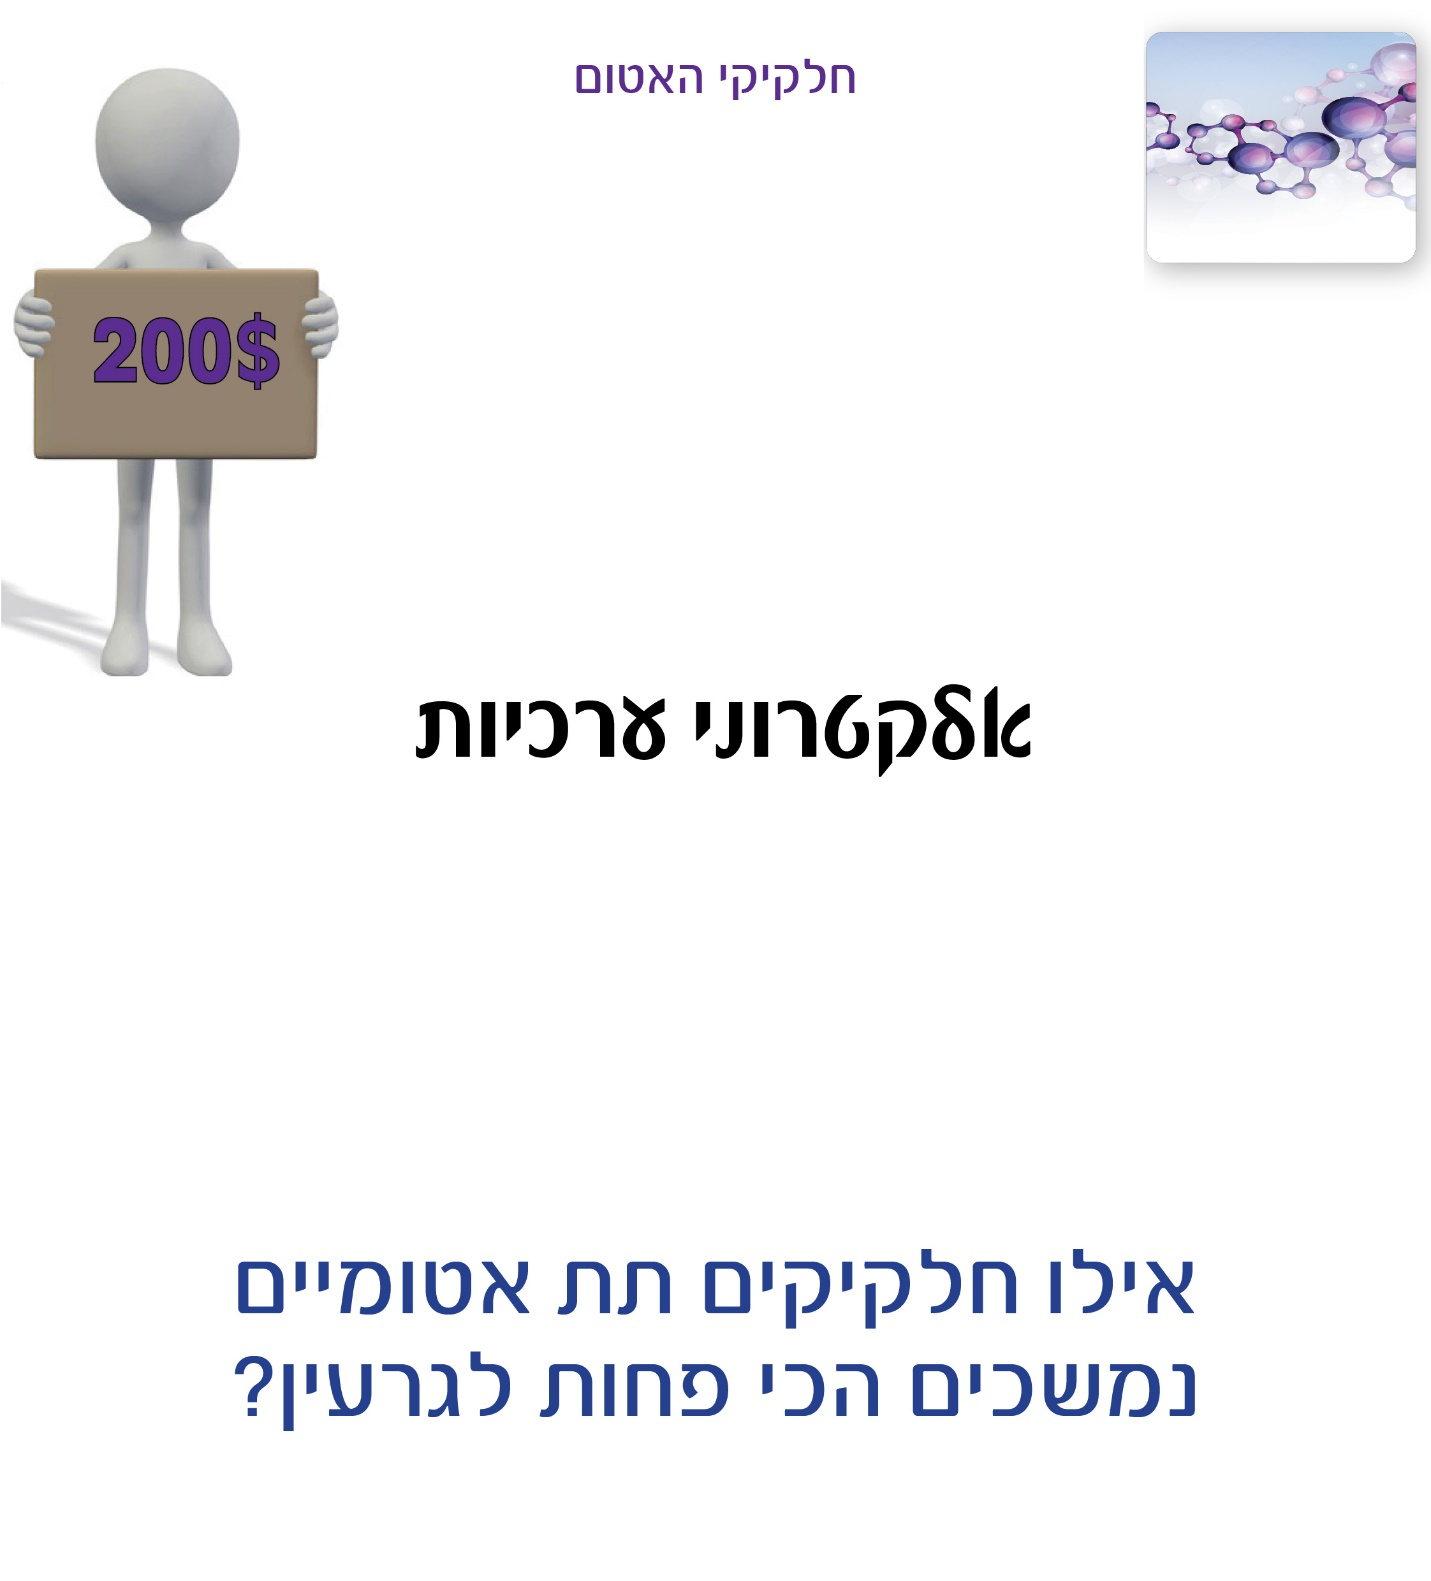 חלקיקי האטום
200$
אלקטרוני ערכיות
אילו חלקיקים תת אטומיים
נמשכים הכי פחות לגרעין?